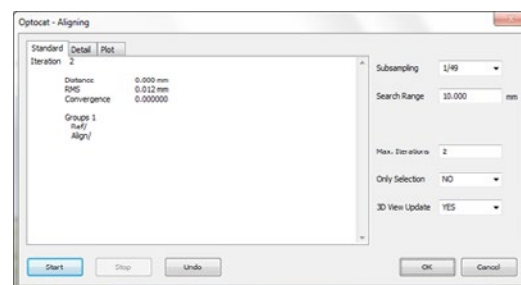 Optocat - Aligning
Standard Detail Plot
Iteration 2
Distance 0.000 mm
RMS 0.012 mm
Convergence 0.000000
Groups 1
Ref/
Align/
Subsampling 1/49
Search Range 10.000 mm
Max. Iterations 2
Only Selection NO
3D View Update YES
Start Stop Undo OK Cancel